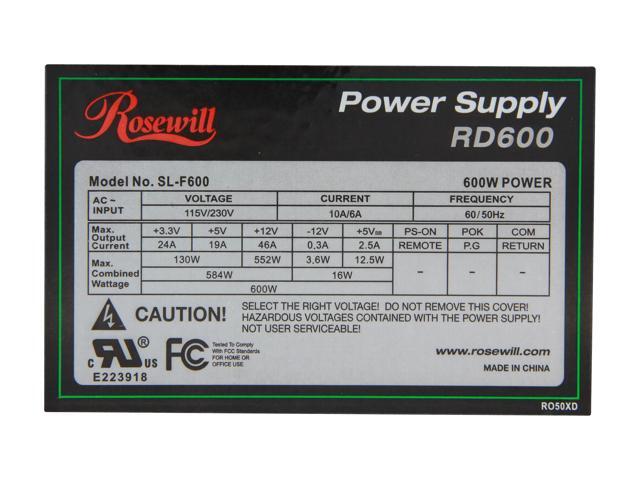 Rosewill
Power Supply
RD600
Model No. SL-F600 600W POWER
AC ~ INPUT VOLTAGE CURRENT FREQUENCY
115V/230V 10A/6A 60/50Hz
Max. Output Current +3.3V +5V +12V -12V +5VSB PS-ON POK COM
24A 19A 46A 0,3A 2.5A REMOTE P.G RETURN
Max. Combined Wattage 130W 552W 3,6W 12.5W - - -
584W 16W
600W
CAUTION!
SELECT THE RIGHT VOLTAGE! DO NOT REMOVE THIS COVER!
HAZARDOUS VOLTAGES CONTAINED WITH THE POWER SUPPLY!
NOT USER SERVICEABLE!
C RU US
E223918
FC
Tested To Comply
With FCC Standards
FOR HOME OR
OFFICE USE
www.rosewill.com
MADE IN CHINA
RO50XD